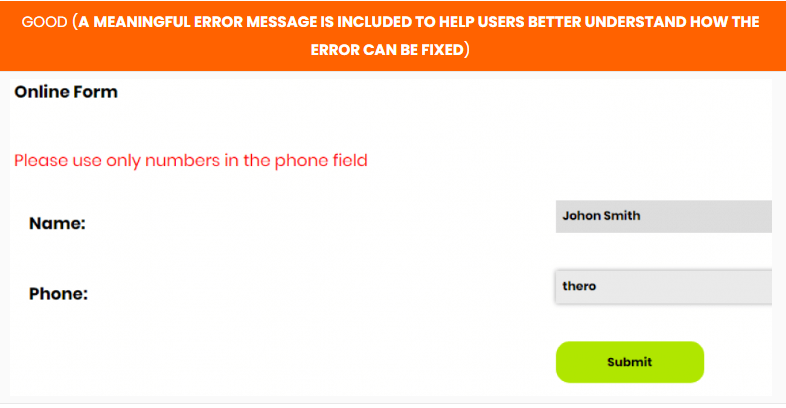 GOOD (A MEANINGFUL ERROR MESSAGE IS INCLUDED TO HELP USERS BETTER UNDERSTAND HOW THE
ERROR CAN BE FIXED)
Online Form
Please use only numbers in the phone field
Name:
Johon Smith
Phone:
thero
Submit